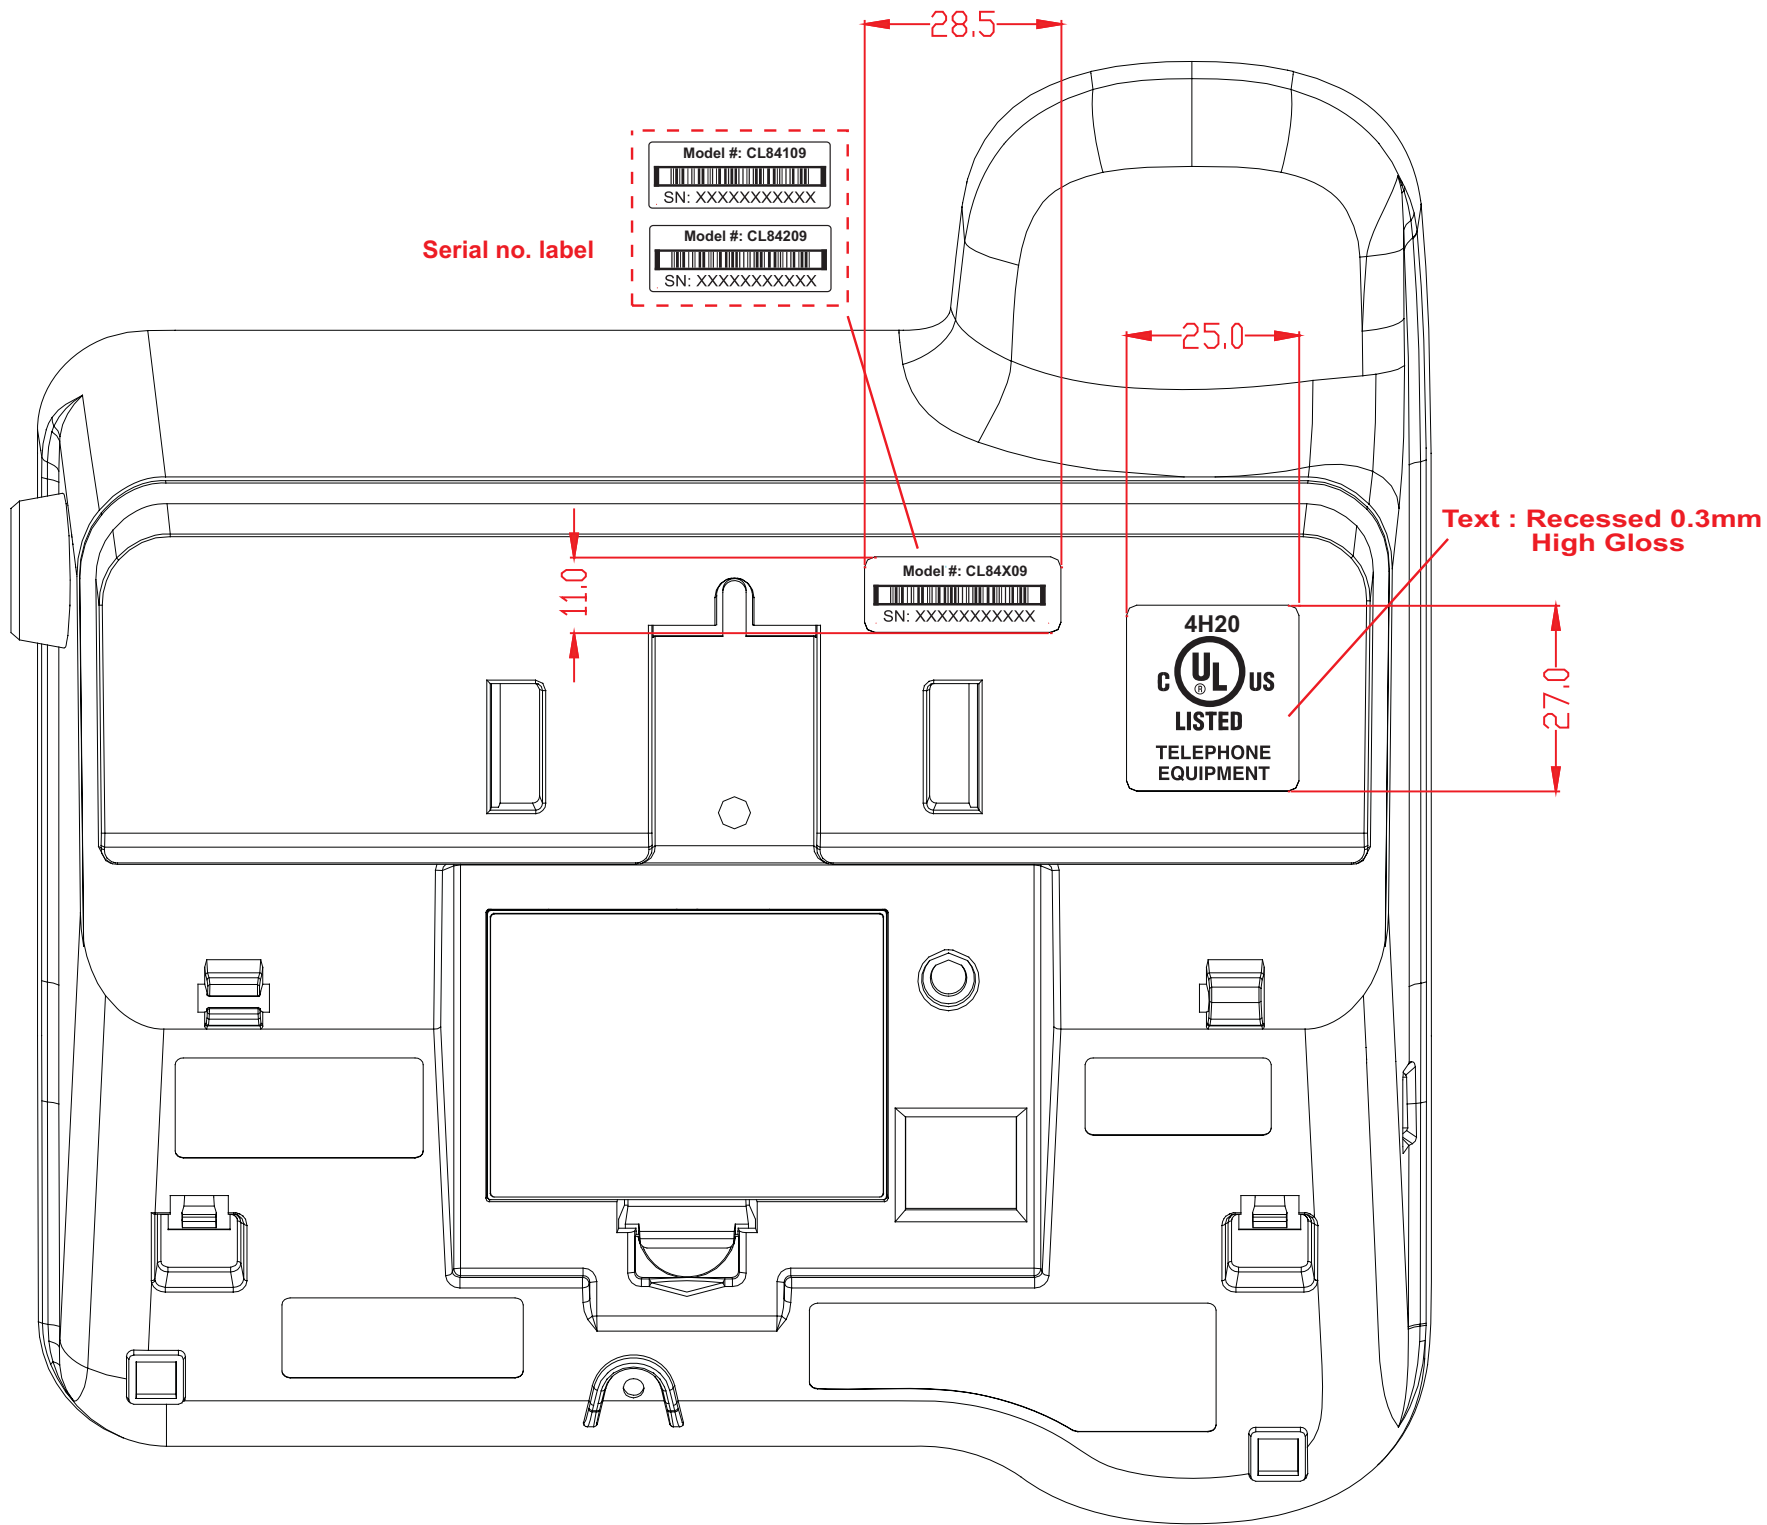 28.5
Model #: CL84109
SN: XXXXXXXXXXX
Model #: CL84209
SN: XXXXXXXXXXX
Serial no. label
25.0
Text : Recessed 0.3mm
High Gloss
11.0
Model #: CL84X09
SN: XXXXXXXXXXX
4H20
C UL US
®
LISTED
TELEPHONE
EQUIPMENT
27.0